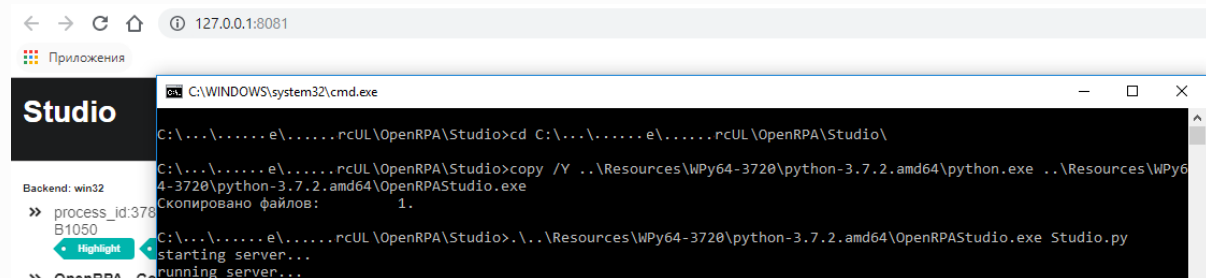 127.0.0.1:8081
Приложения
C:\WINDOWS\system32\cmd.exe
Studio
C:\...\......e\......rcUL\OpenRPA\Studio>cd C:\...\......e\......rcUL\OpenRPA\Studio\
C:\...\......e\......rcUL\OpenRPA\Studio>copy /Y ..\Resources\WPy64-3720\python-3.7.2.amd64\python.exe ..\Resources\WPy6
4-3720\python-3.7.2.amd64\OpenRPAStudio.exe
Скопировано файлов: 1.
Backend: win32
process_id:378
B1050
Highlight
C:\...\......e\......rcUL\OpenRPA\Studio>.\..\Resources\WPy64-3720\python-3.7.2.amd64\OpenRPAStudio.exe Studio.py
starting server...
running server...
OpenRPA